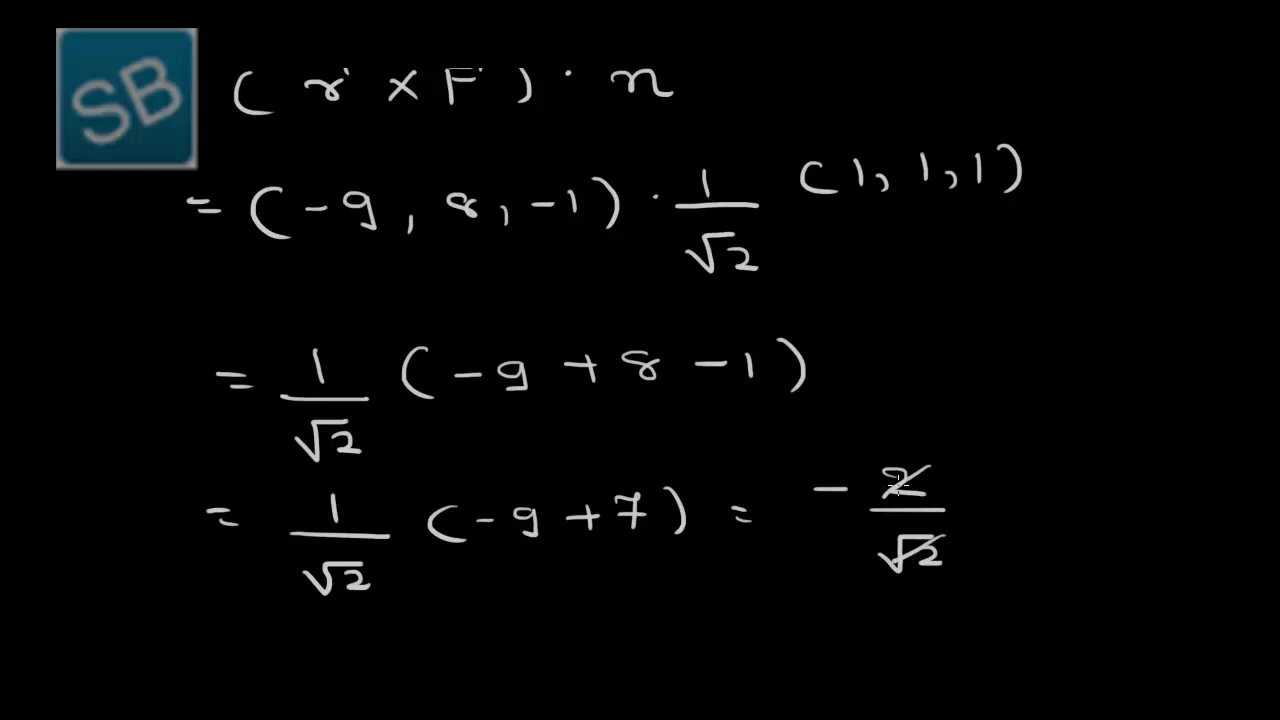 SB
( r × F ) · n
= (-9, 8, -1) · 1/√2 (1, 1, 1)
= 1/√2 (-9 + 8 - 1)
= 1/√2 (-9 + 7) = - 2/√2